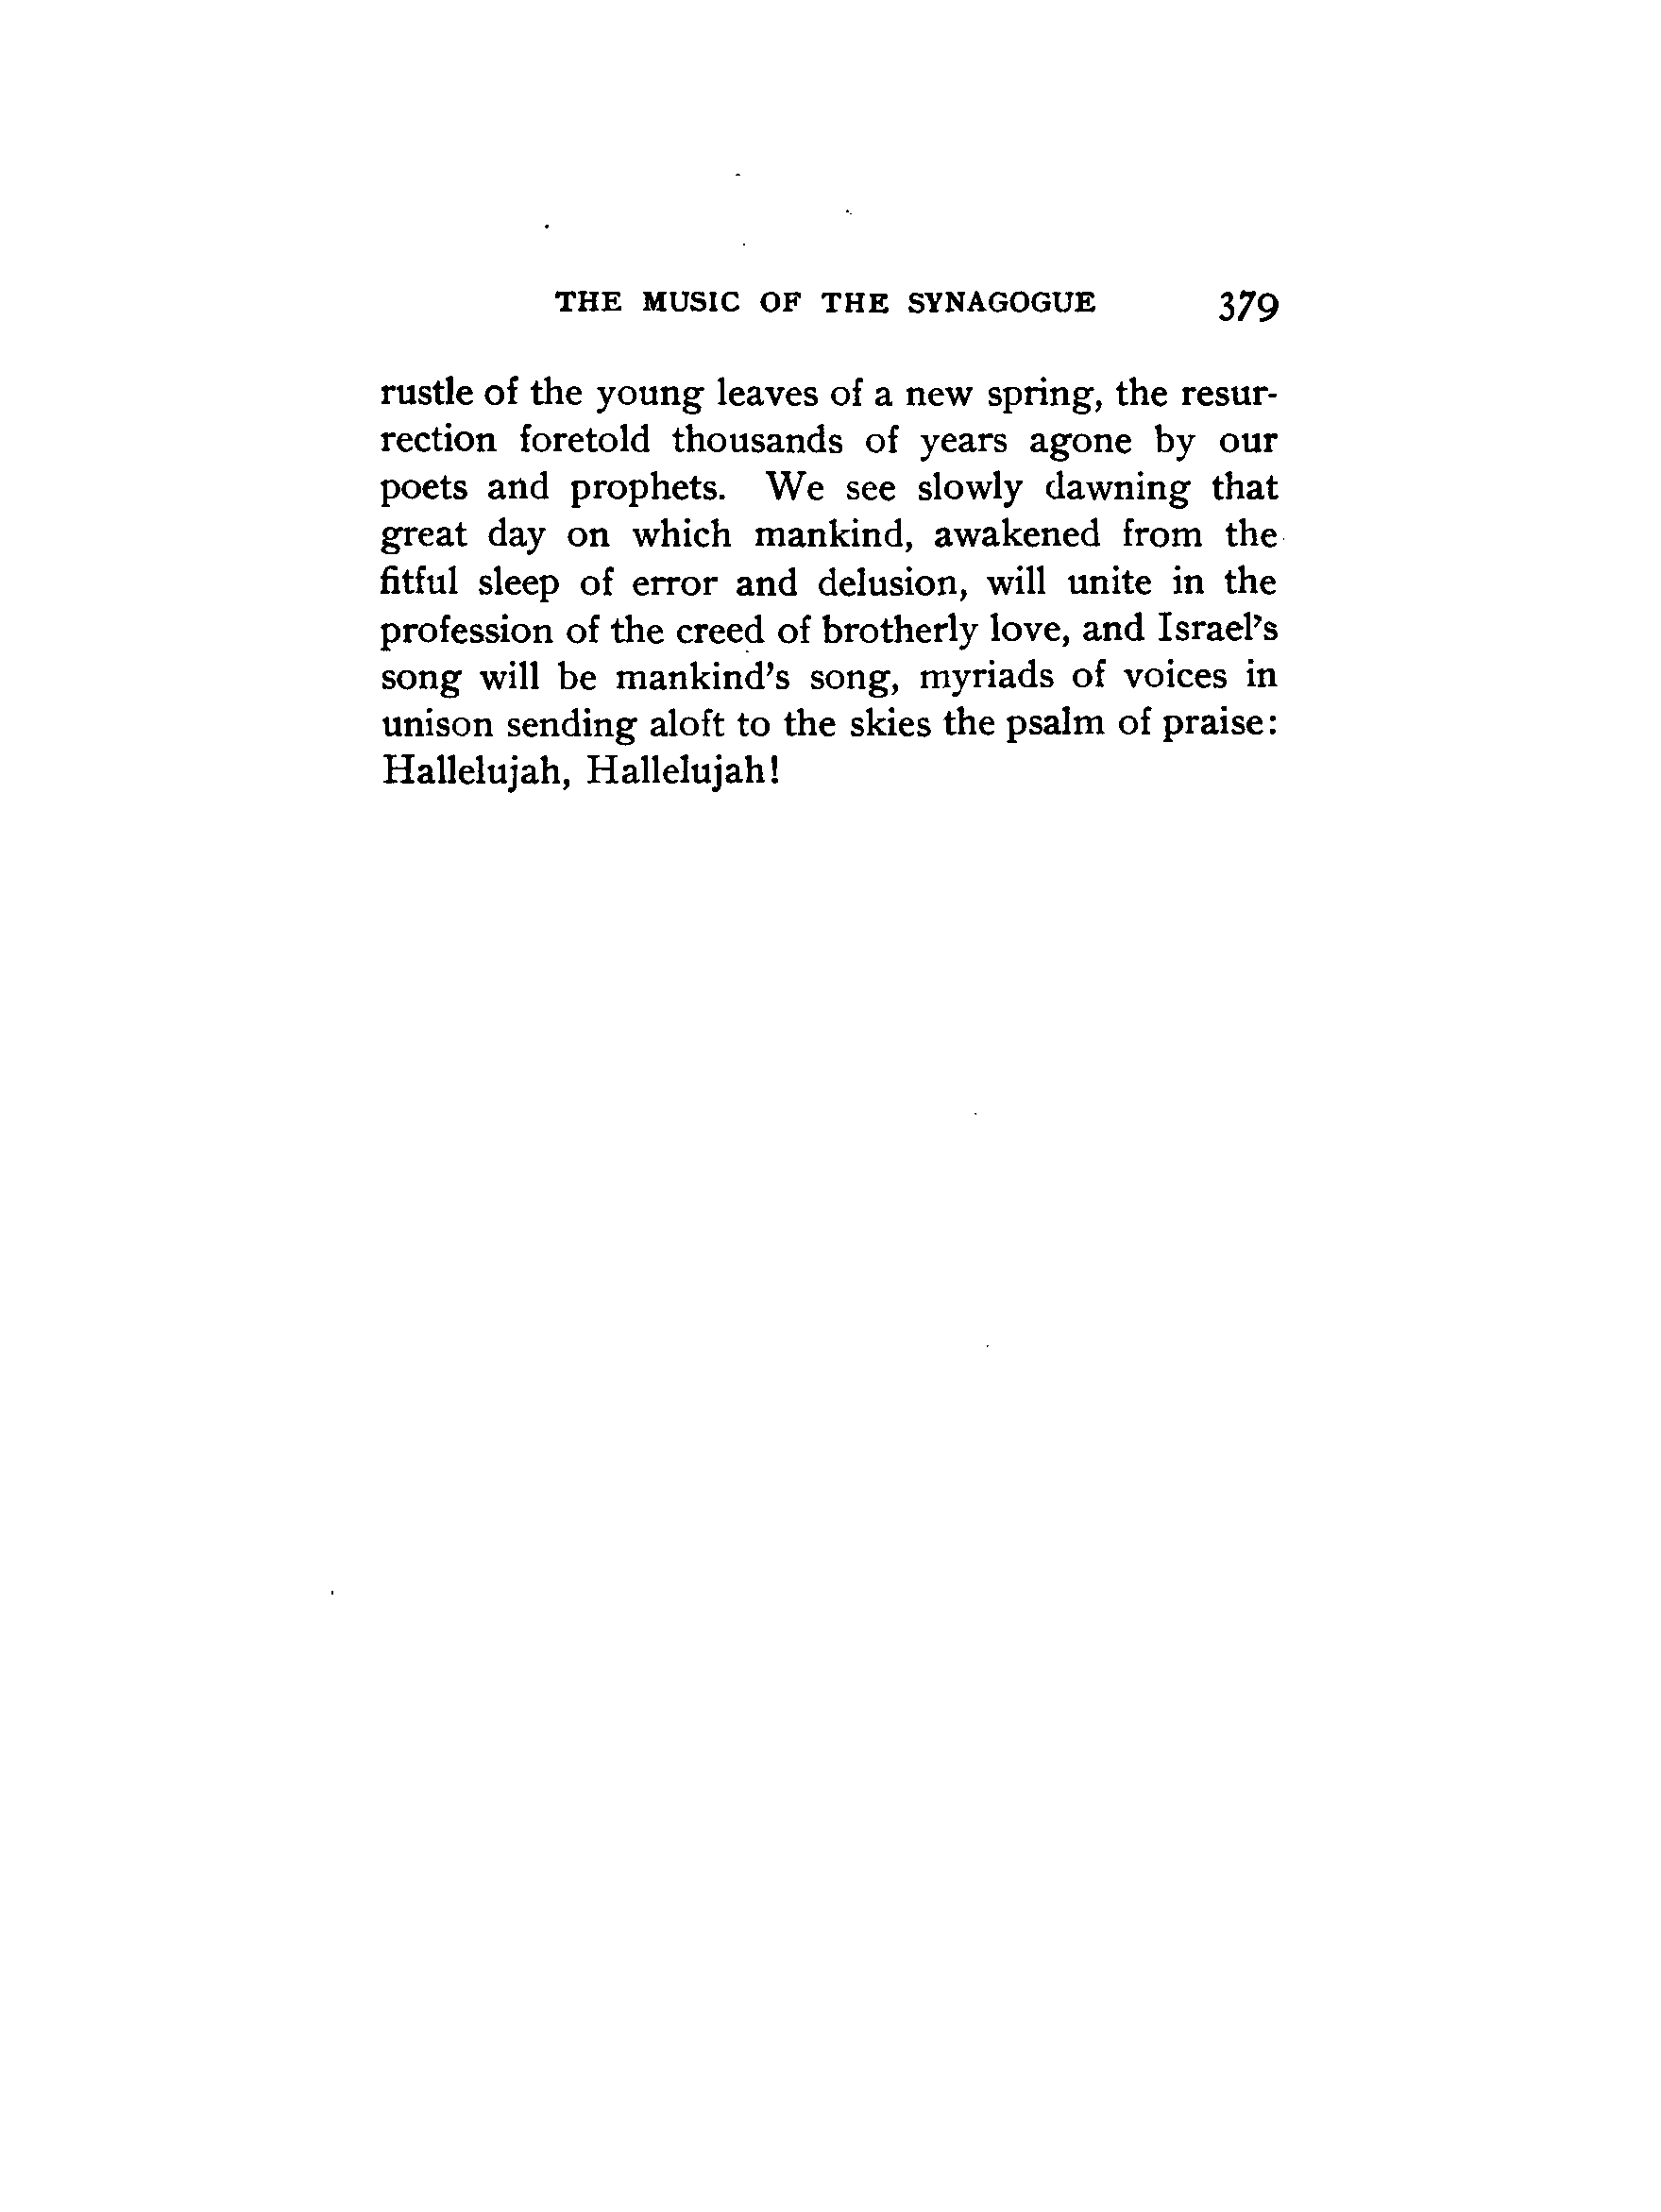 THE MUSIC OF THE SYNAGOGUE 379
rustle of the young leaves of a new spring, the resur-
rection foretold thousands of years agone by our
poets and prophets. We see slowly dawning that
great day on which mankind, awakened from the
fitful sleep of error and delusion, will unite in the
profession of the creed of brotherly love, and Israel's
song will be mankind's song, myriads of voices in
unison sending aloft to the skies the psalm of praise:
Hallelujah, Hallelujah!